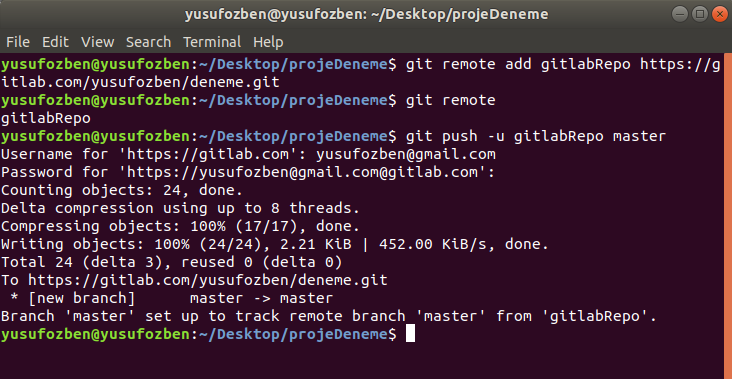 yusufozben@yusufozben: ~/Desktop/projeDeneme
File Edit View Search Terminal Help
yusufozben@yusufozben:~/Desktop/projeDeneme$ git remote add gitlabRepo https://g
itlab.com/yusufozben/deneme.git
yusufozben@yusufozben:~/Desktop/projeDeneme$ git remote
gitlabRepo
yusufozben@yusufozben:~/Desktop/projeDeneme$ git push -u gitlabRepo master
Username for 'https://gitlab.com': yusufozben@gmail.com
Password for 'https://yusufozben@gmail.com@gitlab.com':
Counting objects: 24, done.
Delta compression using up to 8 threads.
Compressing objects: 100% (17/17), done.
Writing objects: 100% (24/24), 2.21 KiB | 452.00 KiB/s, done.
Total 24 (delta 3), reused 0 (delta 0)
To https://gitlab.com/yusufozben/deneme.git
 * [new branch]      master -> master
Branch 'master' set up to track remote branch 'master' from 'gitlabRepo'.
yusufozben@yusufozben:~/Desktop/projeDeneme$